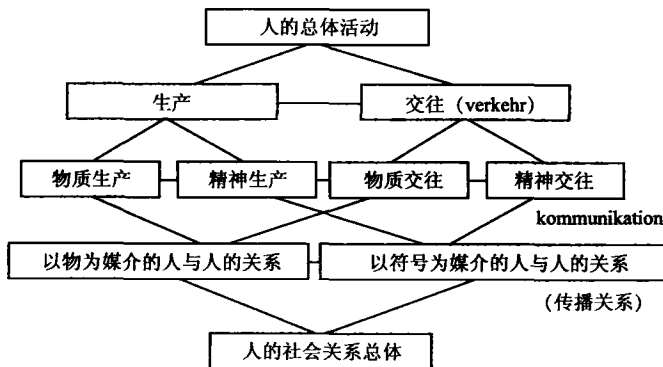 人的总体活动
生产
交往（verkehr）
物质生产
精神生产
物质交往
精神交往
kommunikation
以物为媒介的人与人的关系
以符号为媒介的人与人的关系
（传播关系）
人的社会关系总体